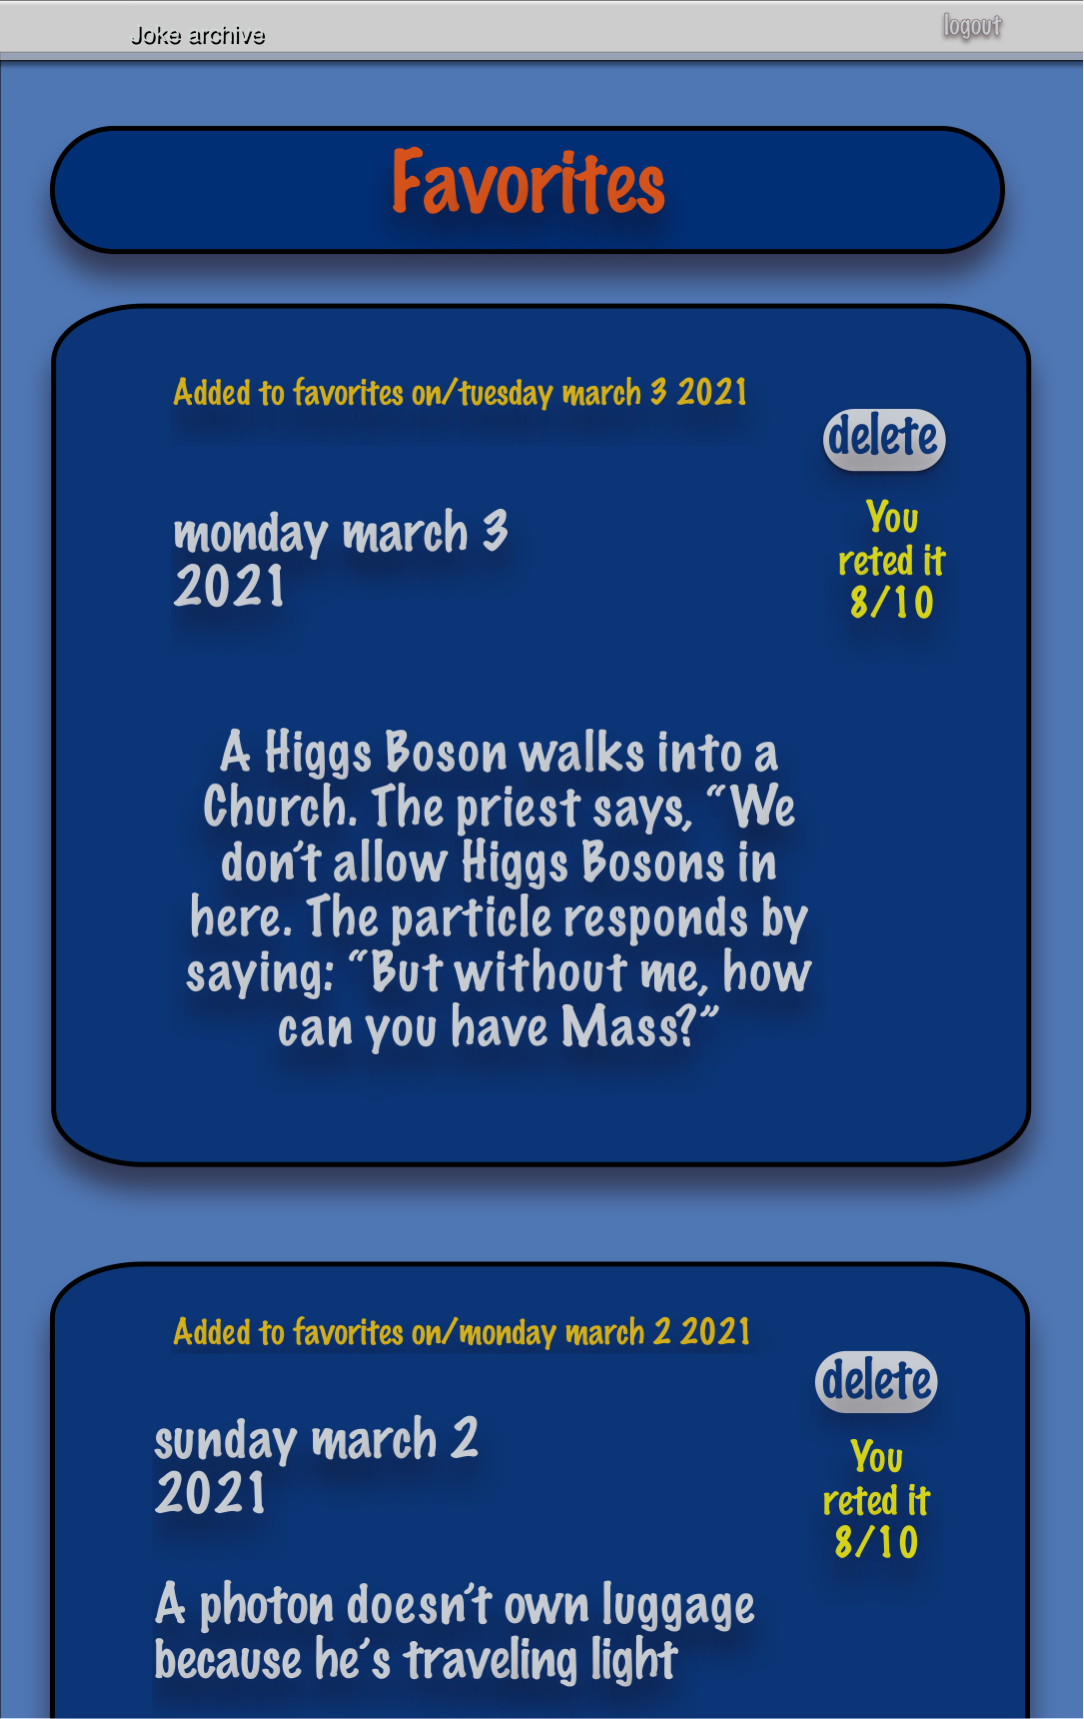 Joke archive
logout
Favorites
Added to favorites on/tuesday march 3 2021
delete
monday march 3
2021
You
reted it
8/10
A Higgs Boson walks into a
Church. The priest says, “We
don’t allow Higgs Bosons in
here. The particle responds by
saying: “But without me, how
can you have Mass?”
Added to favorites on/monday march 2 2021
delete
sunday march 2
2021
You
reted it
8/10
A photon doesn’t own luggage
because he’s traveling light